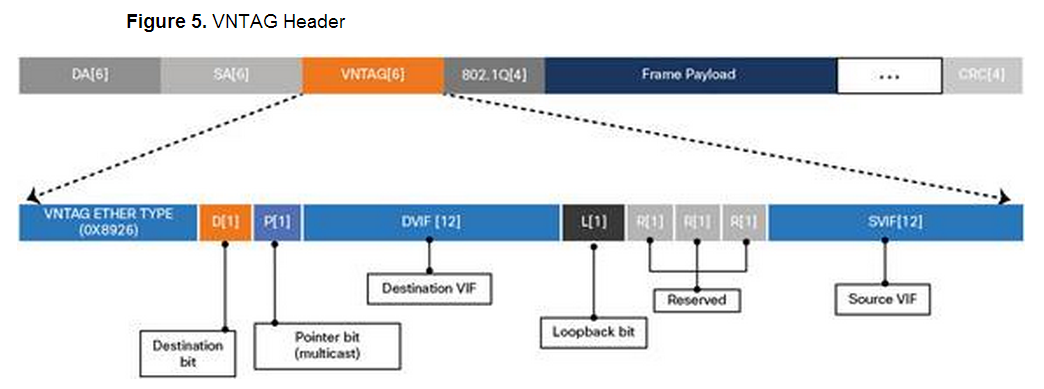 Figure 5. VNTAG Header
DA[6] SA[6] VNTAG[6] 802.1Q[4] Frame Payload ... CRC[4]
VNTAG ETHER TYPE
(0X8926)
D[1] P[1] DVIF [12] L[1] R[1] R[1] R[1] SVIF[12]
Destination VIF
Reserved
Source VIF
Destination
bit
Pointer bit
(multicast)
Loopback bit